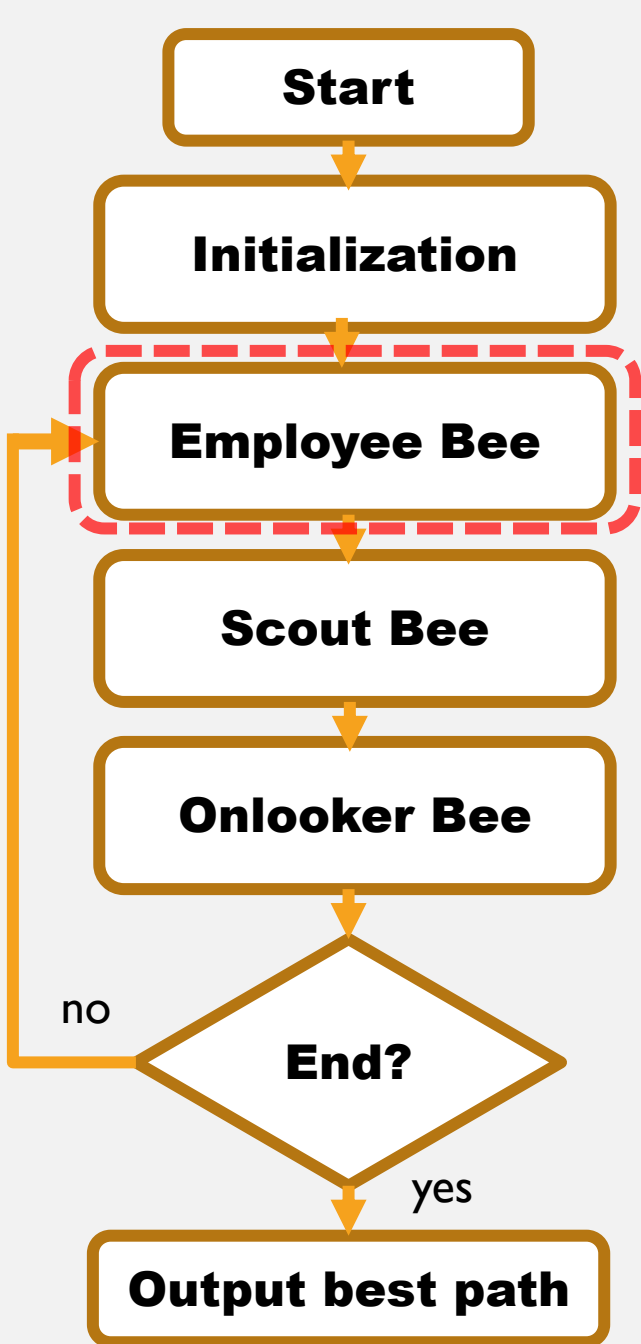 Start
Initialization
Employee Bee
Scout Bee
Onlooker Bee
no
End?
yes
Output best path